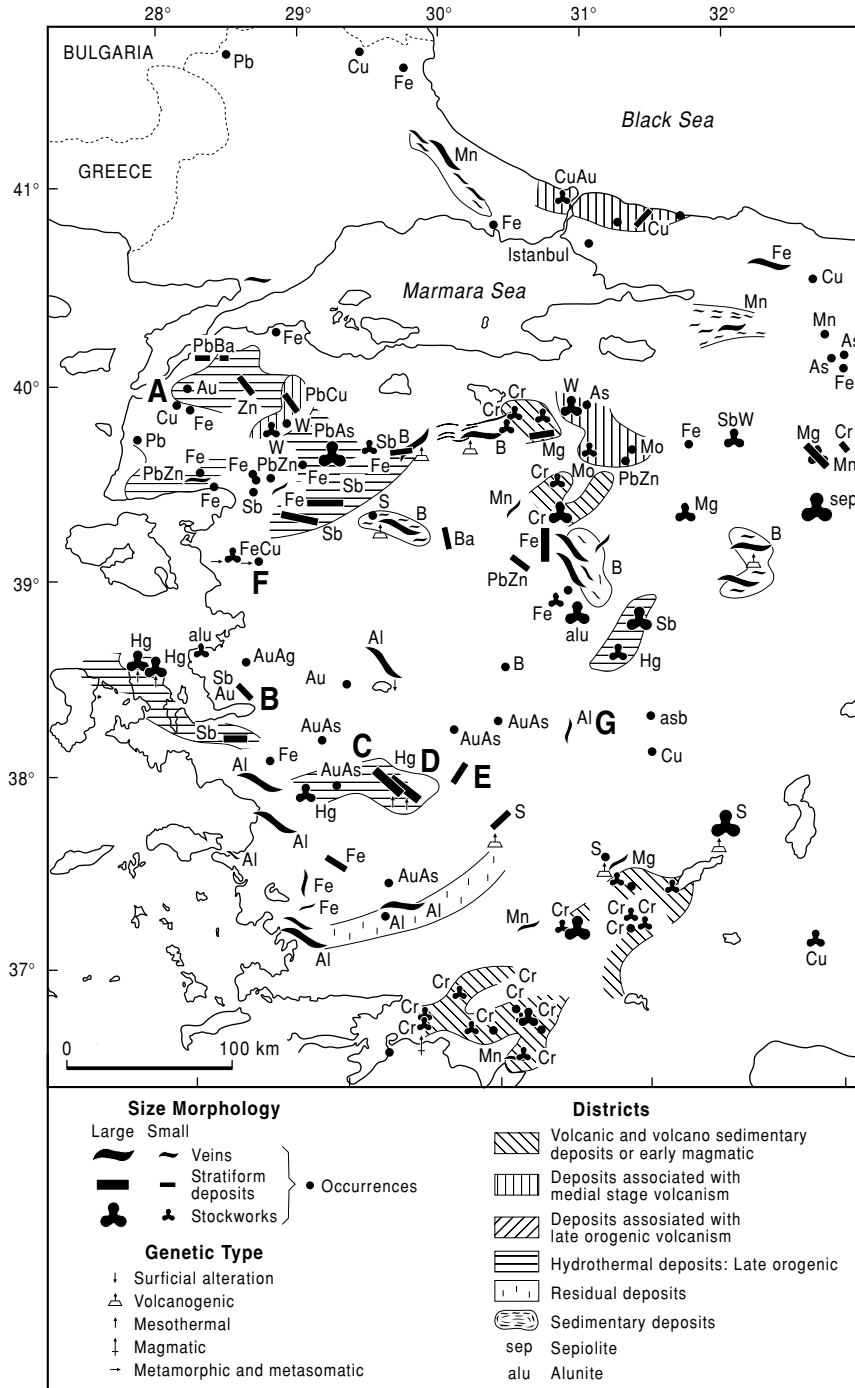 28° 29° 30° 31° 32°
BULGARIA
Pb
Cu
Fe
Black Sea
GREECE
Mn
41°
CuAu
Fe
Cu
Istanbul
Fe
Cu
Marmara Sea
Mn
Mn
As
As
Fe
Fe
PbBa
40°
A
Au
Zn
PbCu
Cr
W
As
Cu
Fe
W
Cr
SbW
Cr
Pb
W
PbAs
Sb
B
B
Mg
Mo
Fe
Mg
Mn
Fe
Fe
PbZn
Fe
Fe
Mo
PbZn
PbZn
Fe
Sb
Fe
Sb
S
B
Mn
Cr
Cr
Mg
sep
Sb
Ba
Fe
B
B
39°
FeCu
F
PbZn
Fe
alu
Sb
Hg
Hg
Hg
alu
AuAg
Al
B
Sb
Au
B
Au
AuAs
Al
G
asb
Sb
AuAs
AuAs
Cu
Fe
C
Hg
D
E
38°
Al
AuAs
Hg
S
S
Al
Al
Fe
S
Mg
AuAs
Fe
Cr
Fe
Al
Al
Mn
Cr
Cr
Cr
Cr
Al
Cu
37°
Cr
Cr
Cr
Cr
Cr
Cr
Mn
Cr
0 100 km
Size Morphology
Large Small
Veins
Stratiform
deposits
Occurrences
Stockworks
Genetic Type
Surficial alteration
Volcanogenic
Mesothermal
Magmatic
Metamorphic and metasomatic
Districts
Volcanic and volcano sedimentary
deposits or early magmatic
Deposits associated with
medial stage volcanism
Deposits assosiated with
late orogenic volcanism
Hydrothermal deposits: Late orogenic
Residual deposits
Sedimentary deposits
sep Sepiolite
alu Alunite